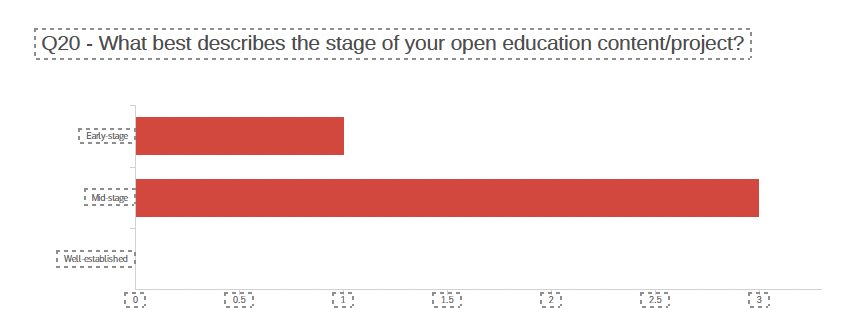 Q20 - What best describes the stage of your open education content/project?
Early-stage
Mid-stage
Well-established
0 0.5 1 1.5 2 2.5 3